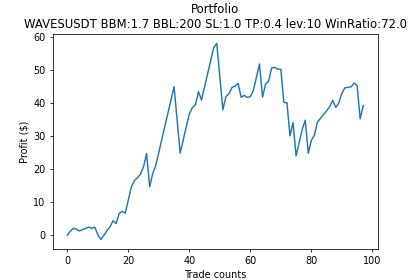 Portfolio
WAVESUSDT BBM:1.7 BBL:200 SL:1.0 TP:0.4 lev:10 WinRatio:72.0
60
50
40
30
20
10
0
Profit ($)
0 20 40 60 80 100
Trade counts